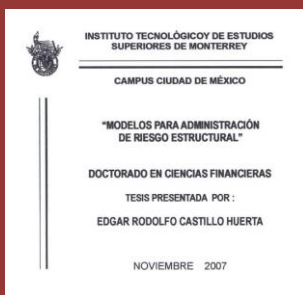 INSTITUTO TECNOLÓGICOY DE ESTUDIOS
SUPERIORES DE MONTERREY
CAMPUS CIUDAD DE MÉXICO
“MODELOS PARA ADMINISTRACIÓN
DE RIESGO ESTRUCTURAL”
DOCTORADO EN CIENCIAS FINANCIERAS
TESIS PRESENTADA POR :
EDGAR RODOLFO CASTILLO HUERTA
NOVIEMBRE 2007